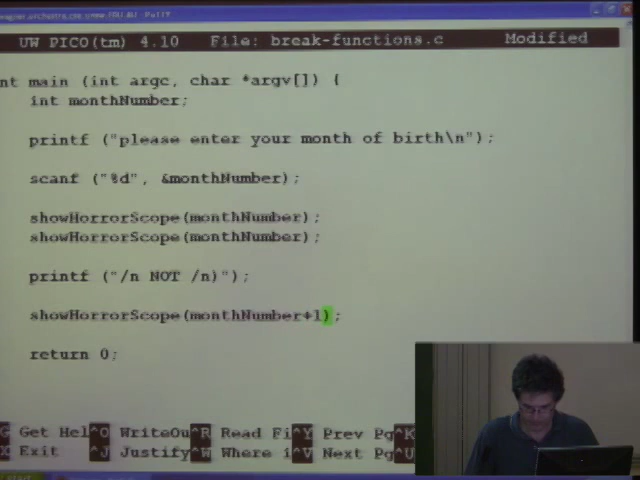 UW PICO(tm) 4.10 File: break-functions.c Modified
nt main (int argc, char *argv[]) {
int monthNumber;
printf ("please enter your month of birth\n");
scanf ("%d", &monthNumber);
showHorrorScope(monthNumber);
showHorrorScope(monthNumber);
printf ("/n NOT /n)");
showHorrorScope(monthNumber+1);
return 0;
G Get Hel^O WriteOu^R Read Fi^Y Prev Pg^K
X Exit ^J Justify^W Where i^V Next Pg^U